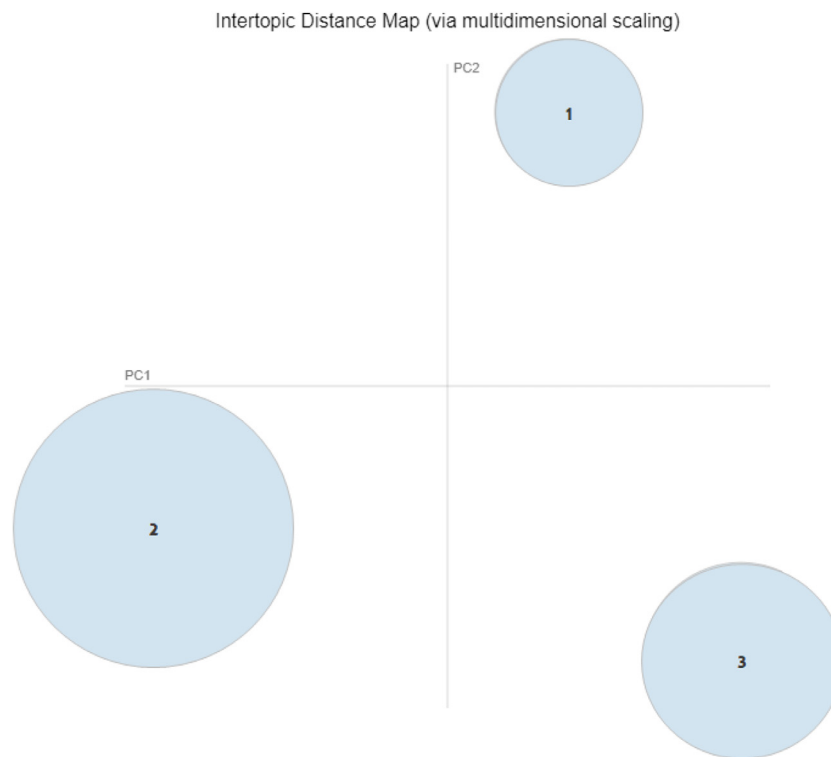 Intertopic Distance Map (via multidimensional scaling)
PC2
1
PC1
2
3